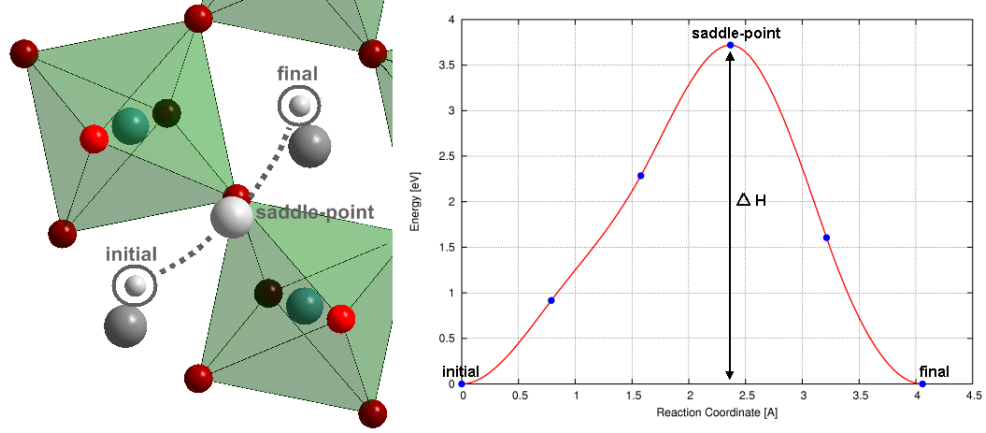 final
saddle-point
initial
saddle-point
Δ H
initial
final
Energy [eV]
4
3.5
3
2.5
2
1.5
1
0.5
0
0
0.5
1
1.5
2
2.5
3
3.5
4
4.5
Reaction Coordinate [A]